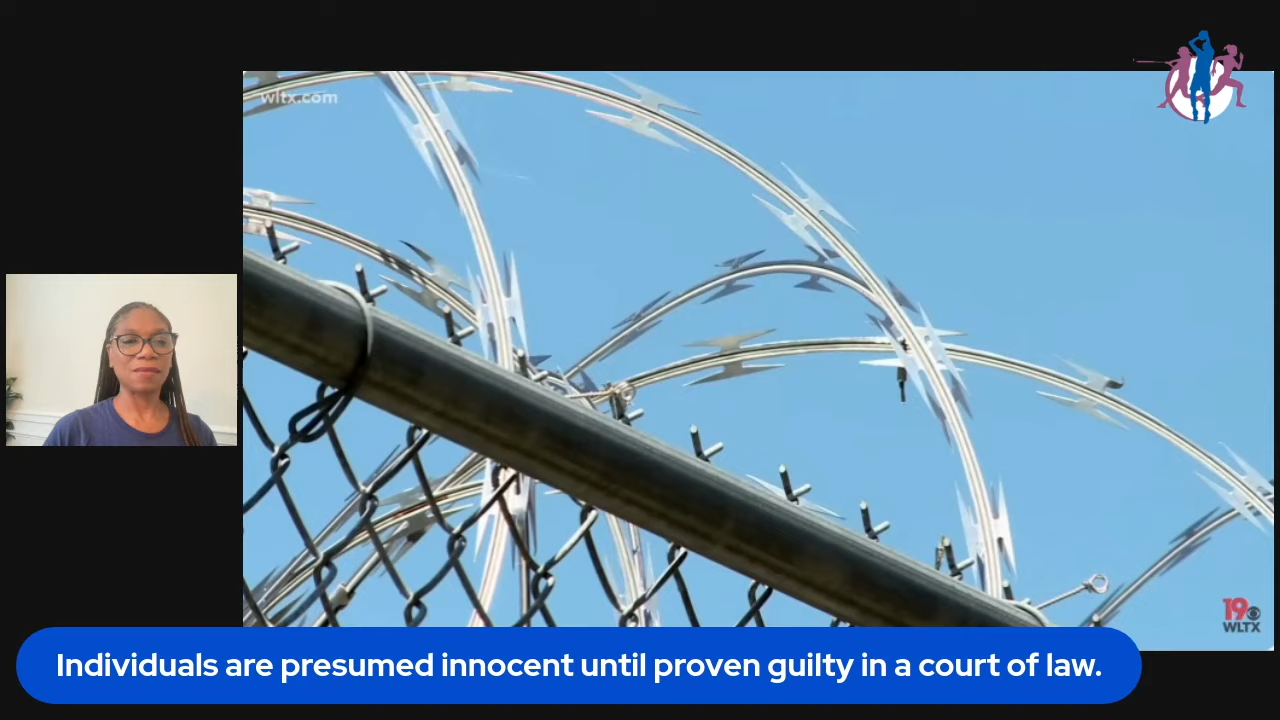 wltx.com
19
WLTX
Individuals are presumed innocent until proven guilty in a court of law.